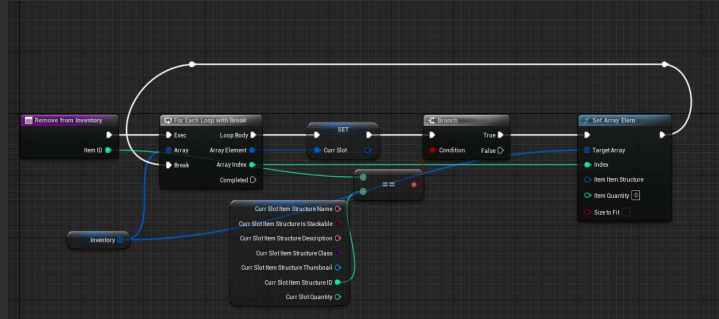 Remove from Inventory
Item ID
For Each Loop with Break
Exec
Loop Body
Array
Array Element
Break
Array Index
Completed
SET
Curr Slot
Branch
True
Condition
False
Set Array Elem
Target Array
Index
Item Item Structure
Item Quantity 0
Size to Fit
==
Inventory
Curr Slot Item Structure Name
Curr Slot Item Structure Is Stackable
Curr Slot Item Structure Description
Curr Slot Item Structure Class
Curr Slot Item Structure Thumbnail
Curr Slot Item Structure ID
Curr Slot Quantity